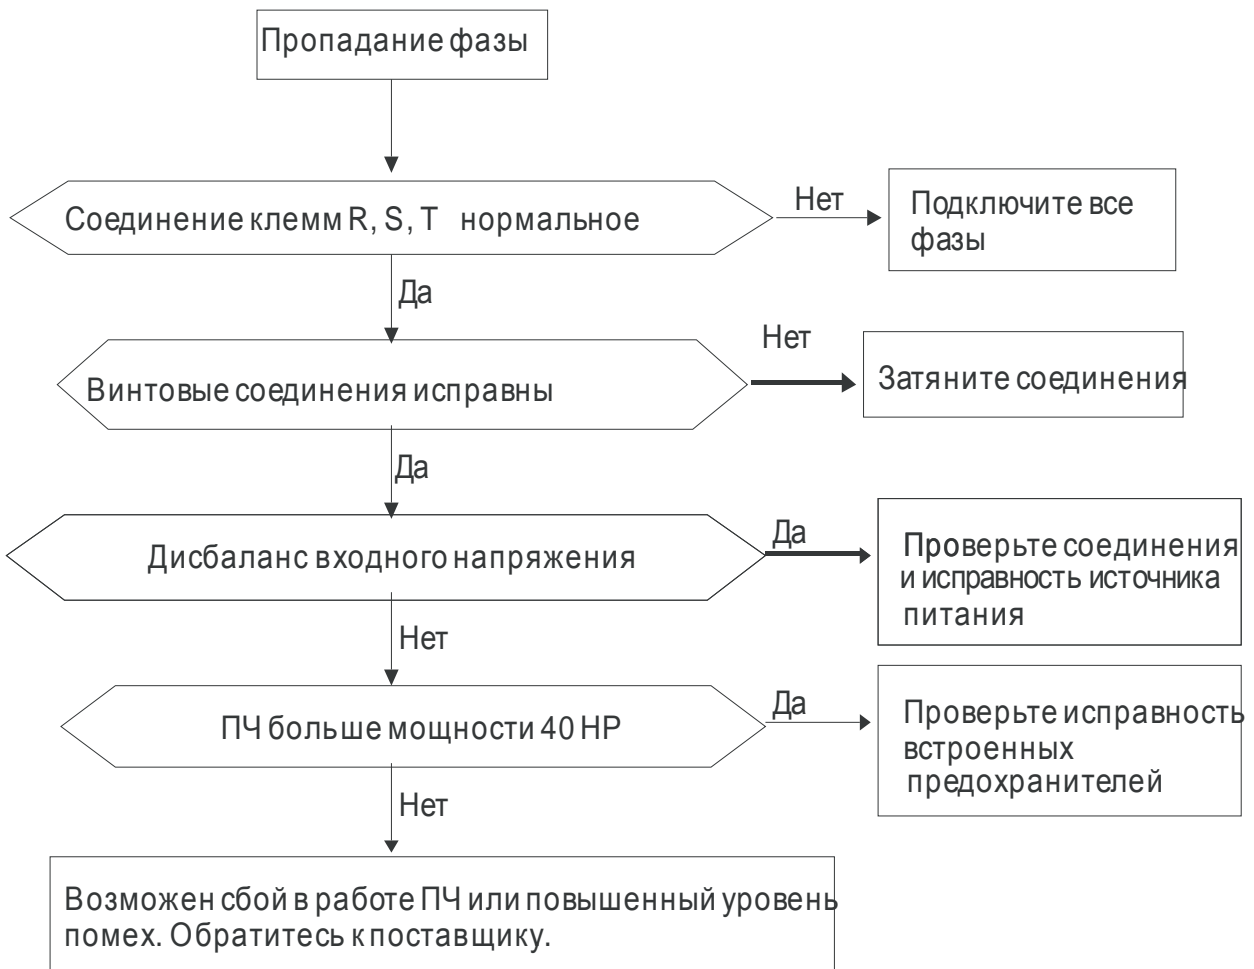 Пропадание фазы
Соединение клемм R, S, T нормальное
Нет
Подключите все
фазы
Да
Винтовые соединения исправны
Нет
Затяните соединения
Да
Дисбаланс входного напряжения
Да
Проверьте соединения
и исправность источника
питания
Нет
ПЧ больше мощности 40 HP
Да
Проверьте исправность
встроенных
предохранителей
Нет
Возможен сбой в работе ПЧ или повышенный уровень
помех. Обратитесь к поставщику.